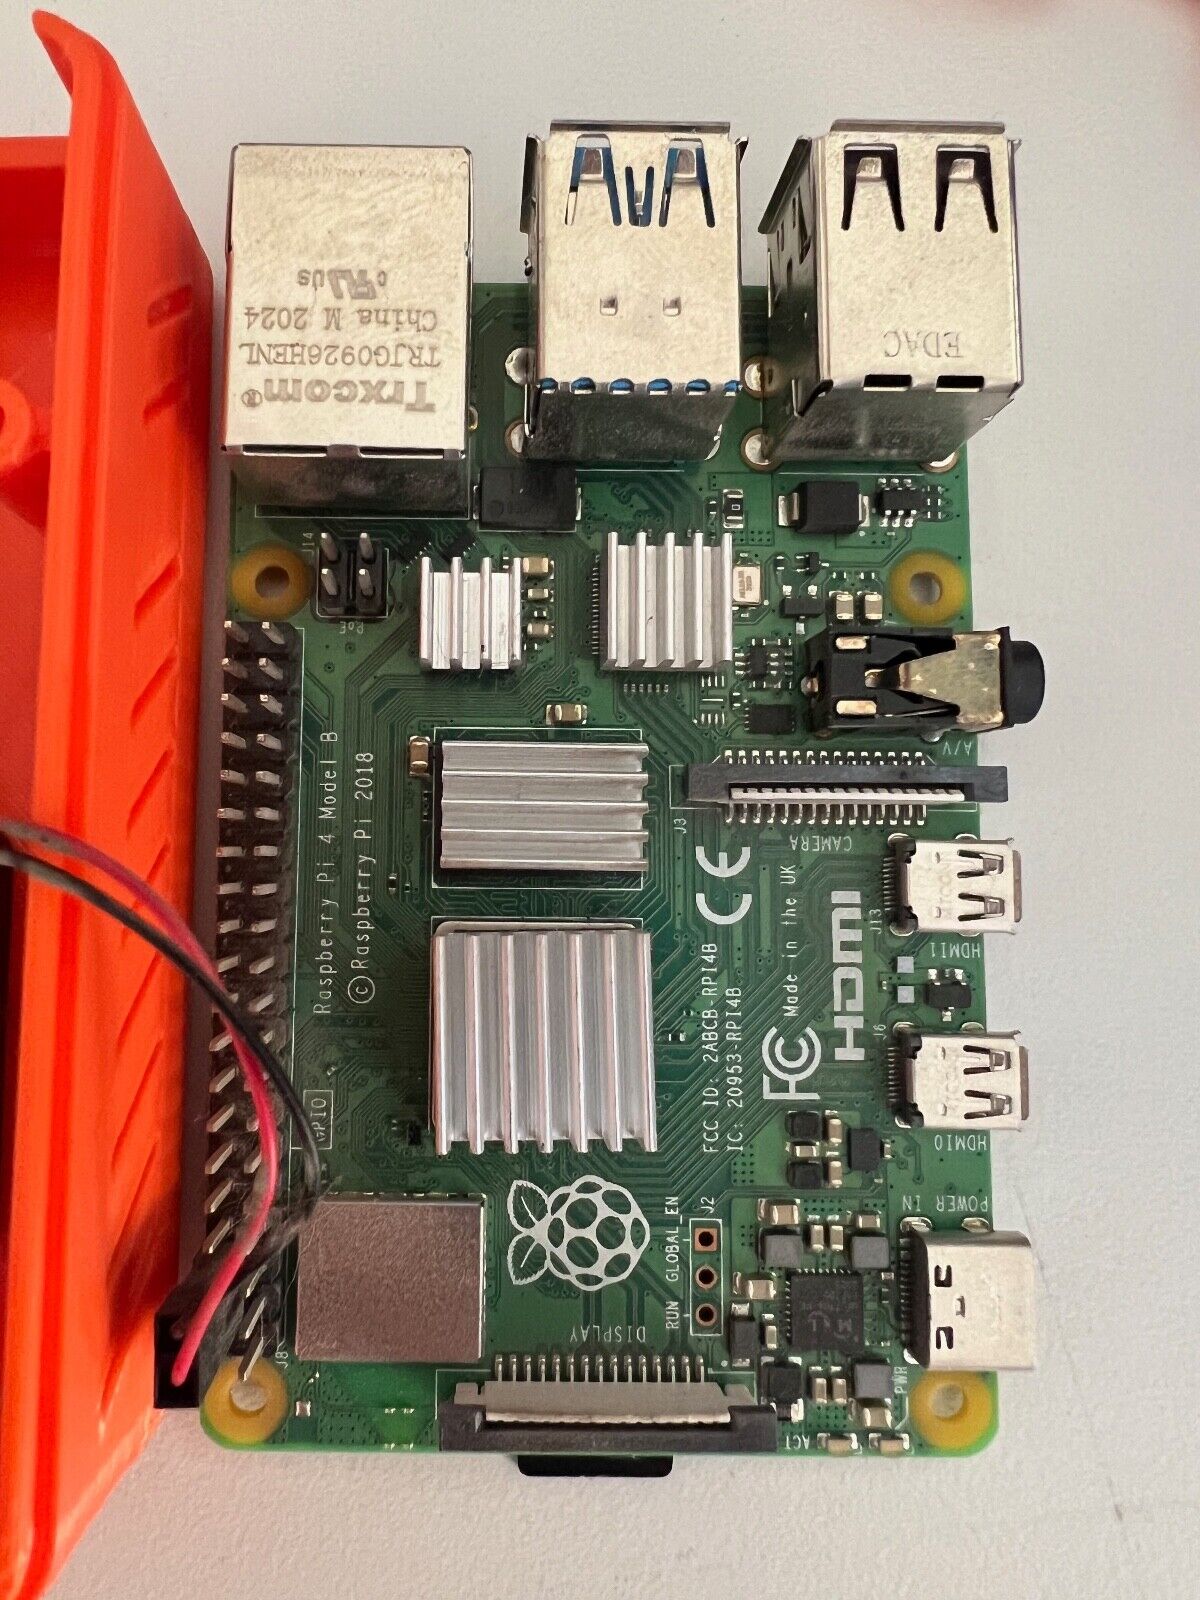 Trxcom®
TRJG0926HENL
China M 2024
c us
EDAC
J14
PoE
A/V
Raspberry Pi 4 Model B
© Raspberry Pi 2018
J3
CAMERA
CE
Made in the UK
J13
HDMI1
FCC ID: 2ABCB-RPI4B
IC: 20953-RPI4B
FC
HDMI
J6
HDMI0
GPIO
GLOBAL_EN
J2
RUN
POWER IN
DISPLAY
J8
PWR
ACT